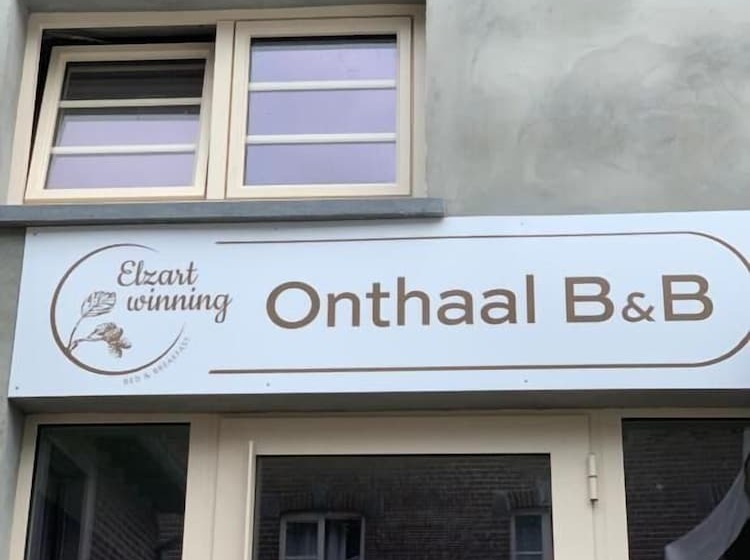 Elzart
winning
BED & BREAKFAST
Onthaal B&B